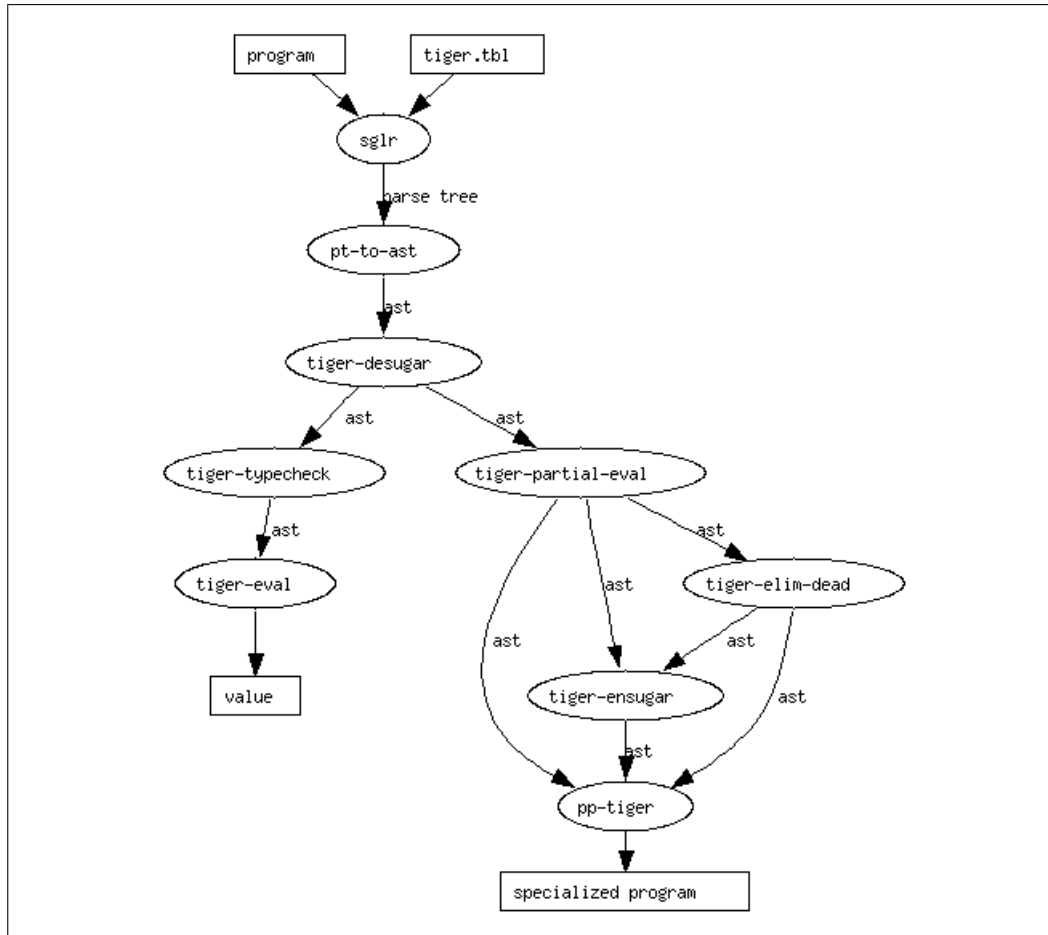 program
tiger.tbl
sglr
parse tree
pt-to-ast
ast
tiger-desugar
ast
ast
tiger-typecheck
tiger-partial-eval
ast
ast
tiger-eval
ast
tiger-elim-dead
ast
ast
value
tiger-ensugar
ast
ast
pp-tiger
specialized program